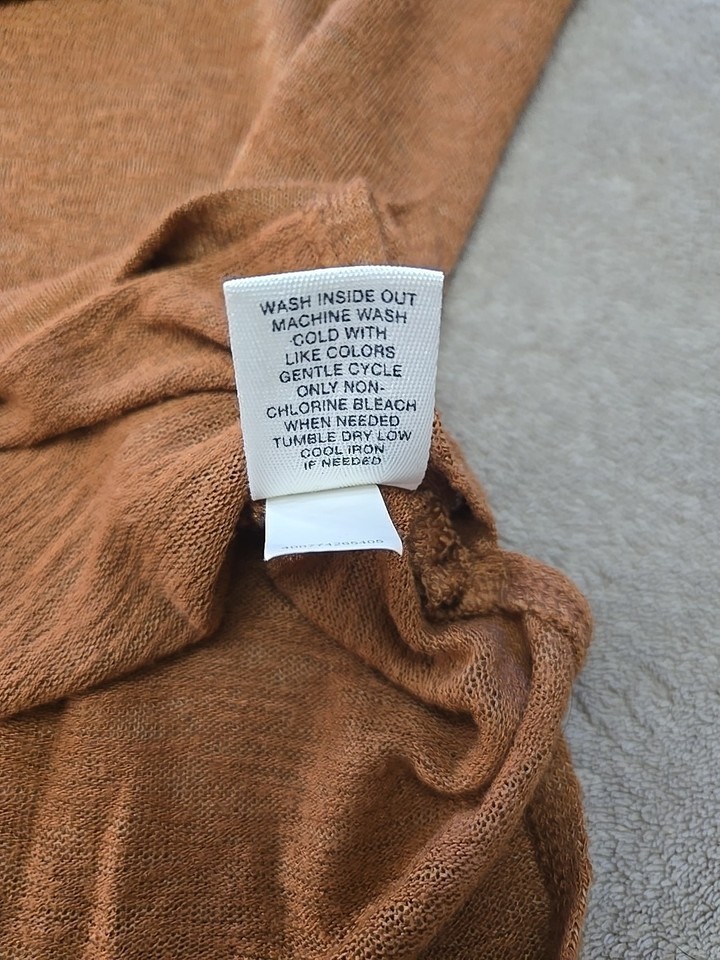 WASH INSIDE OUT
MACHINE WASH
COLD WITH
LIKE COLORS
GENTLE CYCLE
ONLY NON-
CHLORINE BLEACH
WHEN NEEDED
TUMBLE DRY LOW
COOL IRON
IF NEEDED